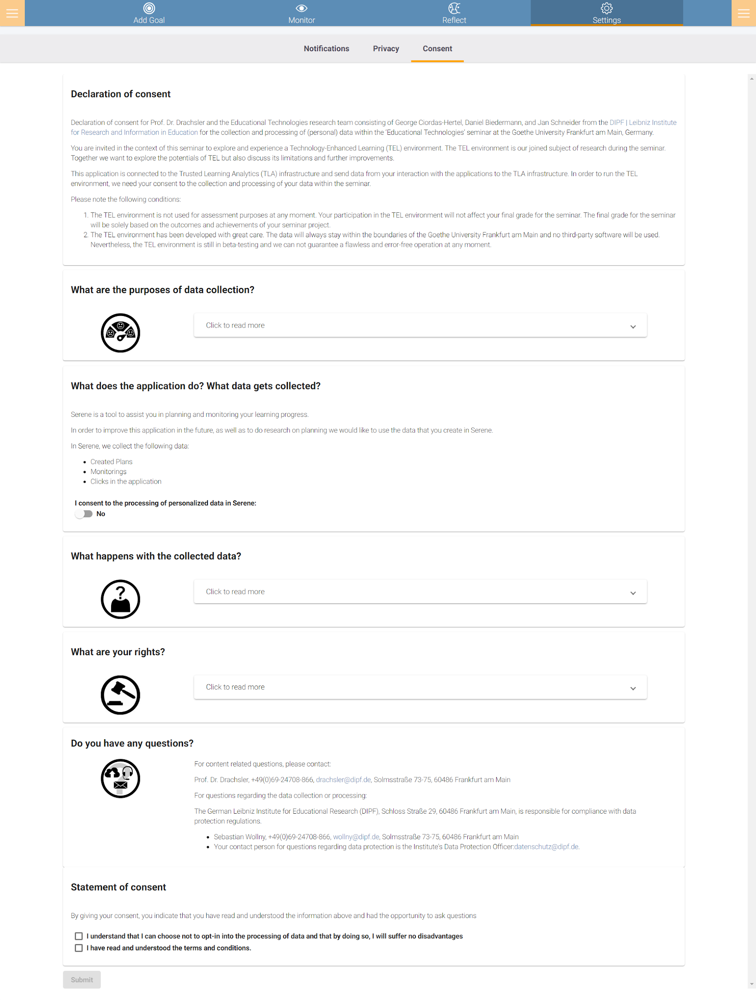 Add Goal
Monitor
Reflect
Settings
Notifications
Privacy
Consent
Declaration of consent
Declaration of consent for Prof. Dr. Drachsler and the Educational Technologies research team consisting of George Ciordas-Hertel, Daniel Biedermann, and Jan Schneider from the DIPF | Leibniz Institute
for Research and Information in Education for the collection and processing of (personal) data within the ‘Educational Technologies’ seminar at the Goethe University Frankfurt am Main, Germany.
You are invited in the context of this seminar to explore and experience a Technology-Enhanced Learning (TEL) environment. The TEL environment is our joined subject of research during the seminar.
Together we want to explore the potentials of TEL but also discuss its limitations and further improvements.
This application is connected to the Trusted Learning Analytics (TLA) infrastructure and send data from your interaction with the applications to the TLA infrastructure. In order to run the TEL
environment, we need your consent to the collection and processing of your data within the seminar.
Please note the following conditions:
1. The TEL environment is not used for assessment purposes at any moment. Your participation in the TEL environment will not affect your final grade for the seminar. The final grade for the seminar
will be solely based on the outcomes and achievements of your seminar project.
2. The TEL environment has been developed with great care. The data will always stay within the boundaries of the Goethe University Frankfurt am Main and no third-party software will be used.
Nevertheless, the TEL environment is still in beta-testing and we can not guarantee a flawless and error-free operation at any moment.
What are the purposes of data collection?
Click to read more
What does the application do? What data gets collected?
Serene is a tool to assist you in planning and monitoring your learning progress.
In order to improve this application in the future, as well as to do research on planning we would like to use the data that you create in Serene.
In Serene, we collect the following data:
• Created Plans
• Monitorings
• Clicks in the application
I consent to the processing of personalized data in Serene:
No
What happens with the collected data?
?
Click to read more
What are your rights?
Click to read more
Do you have any questions?
For content related questions, please contact:
Prof. Dr. Drachsler, +49(0)69-24708-866, drachsler@dipf.de, Solmsstraße 73-75, 60486 Frankfurt am Main
For questions regarding the data collection or processing:
The German Leibniz Institute for Educational Research (DIPF), Schloss Straße 29, 60486 Frankfurt am Main, is responsible for compliance with data
protection regulations.
• Sebastian Wollny, +49(0)69-24708-866, wollny@dipf.de, Solmsstraße 73-75, 60486 Frankfurt am Main
• Your contact person for questions regarding data protection is the Institute's Data Protection Officer:datenschutz@dipf.de.
Statement of consent
By giving your consent, you indicate that you have read and understood the information above and had the opportunity to ask questions
I understand that I can choose not to opt-in into the processing of data and that by doing so, I will suffer no disadvantages
I have read and understood the terms and conditions.
Submit